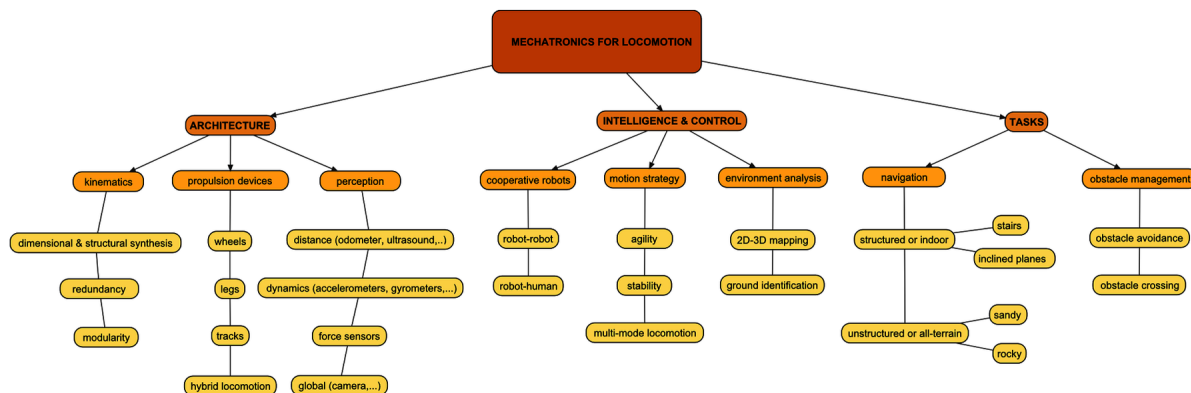 MECHATRONICS FOR LOCOMOTION
ARCHITECTURE
INTELLIGENCE & CONTROL
TASKS
kinematics
propulsion devices
perception
cooperative robots
motion strategy
environment analysis
navigation
obstacle management
dimensional & structural synthesis
wheels
distance (odometer, ultrasound,..)
robot-robot
agility
2D-3D mapping
structured or indoor
stairs
inclined planes
obstacle avoidance
redundancy
legs
dynamics (accelerometers, gyrometers,...)
robot-human
stability
ground identification
obstacle crossing
modularity
tracks
force sensors
multi-mode locomotion
unstructured or all-terrain
sandy
rocky
hybrid locomotion
global (camera,...)